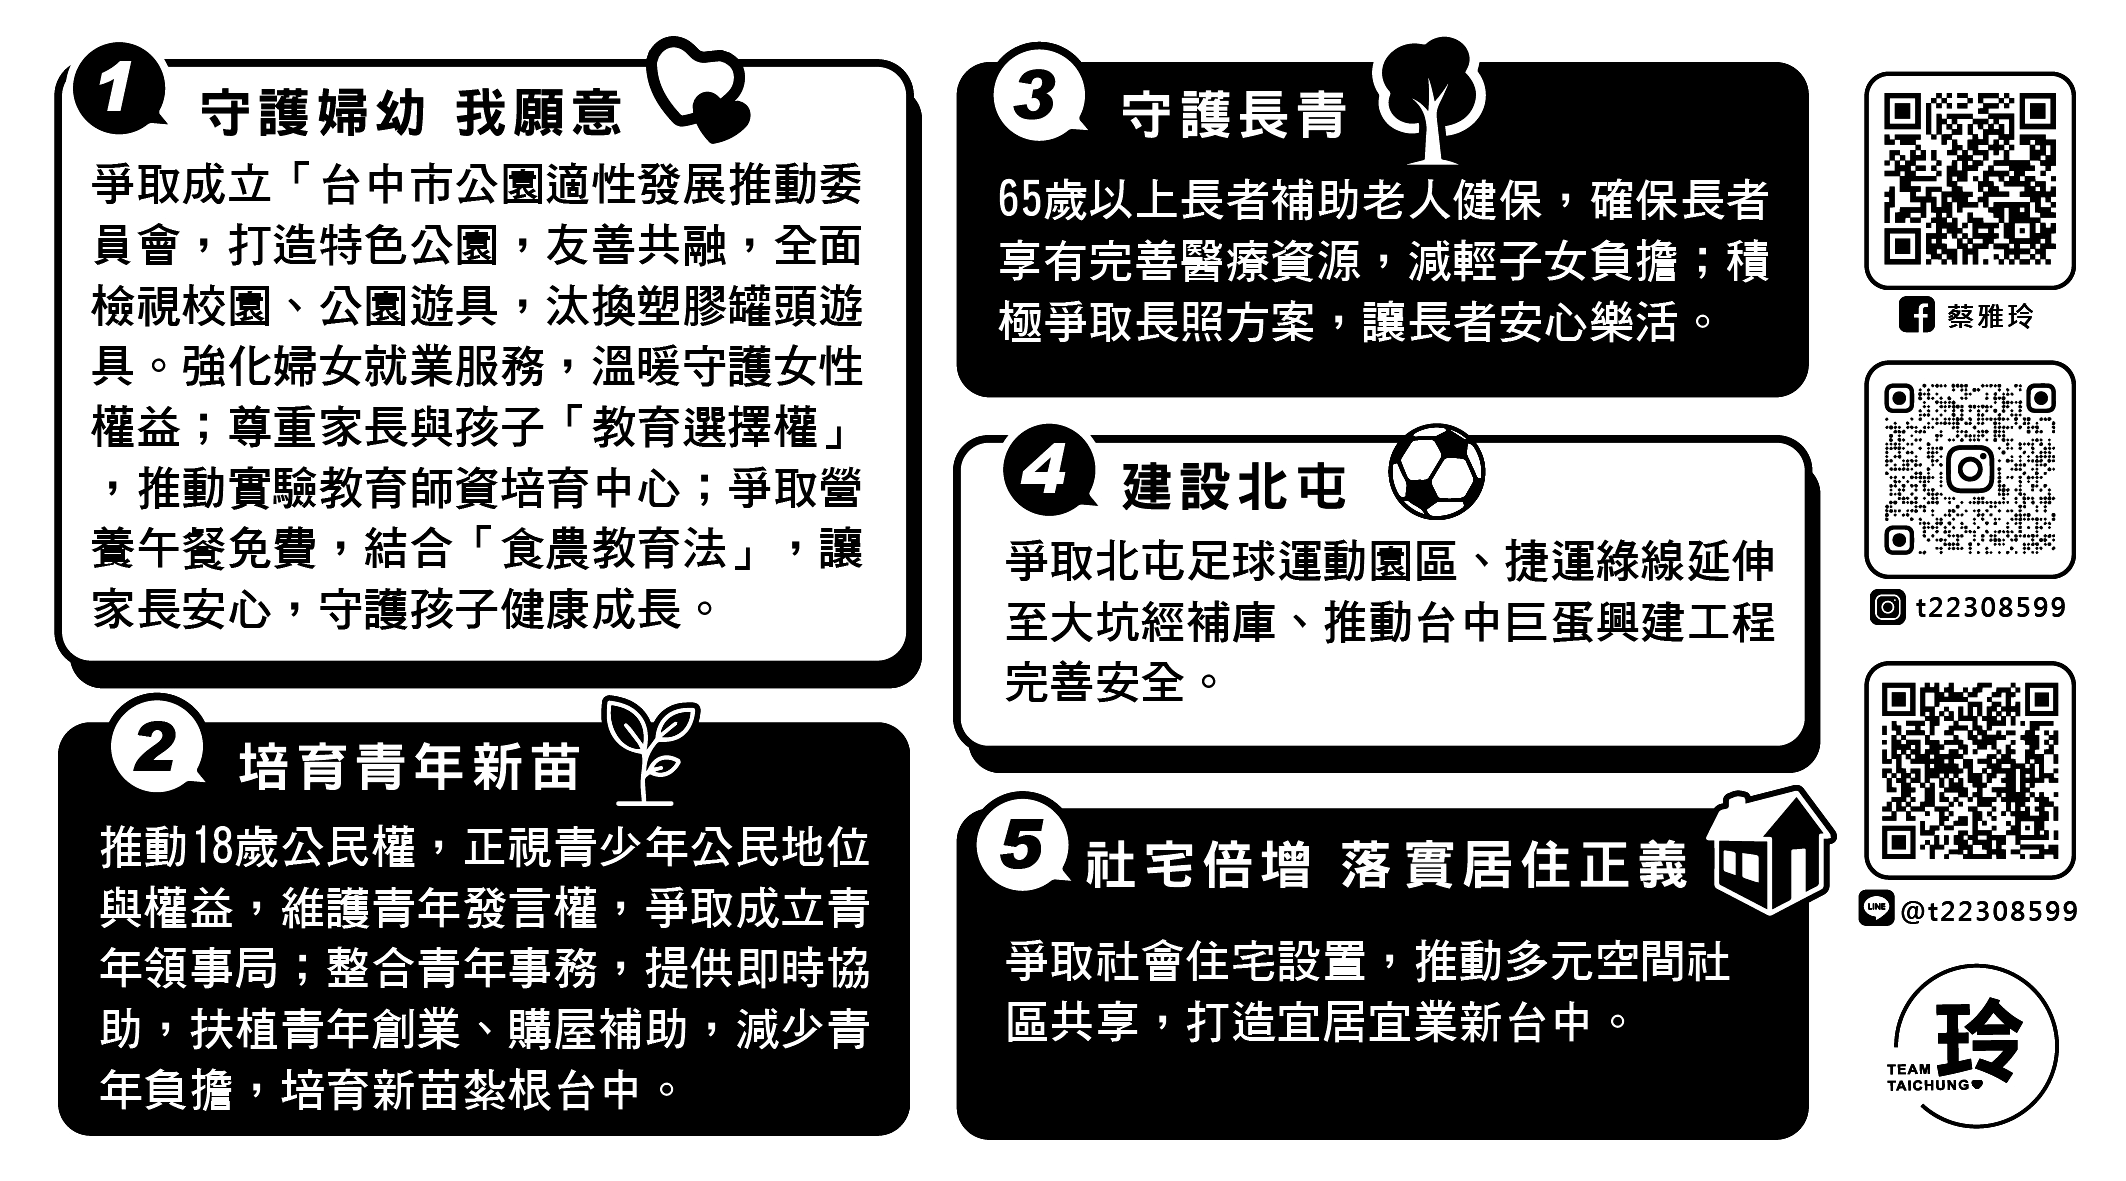 1
守護婦幼 我願意
爭取成立「台中市公園適性發展推動委
員會，打造特色公園，友善共融，全面
檢視校園、公園遊具，汰換塑膠罐頭遊
具。強化婦女就業服務，溫暖守護女性
權益；尊重家長與孩子「教育選擇權」
，推動實驗教育師資培育中心；爭取營
養午餐免費，結合「食農教育法」，讓
家長安心，守護孩子健康成長。
2
培育青年新苗
推動18歲公民權，正視青少年公民地位
與權益，維護青年發言權，爭取成立青
年領事局；整合青年事務，提供即時協
助，扶植青年創業、購屋補助，減少青
年負擔，培育新苗紮根台中。
3
守護長青
65歲以上長者補助老人健保，確保長者
享有完善醫療資源，減輕子女負擔；積
極爭取長照方案，讓長者安心樂活。
4
建設北屯
爭取北屯足球運動園區、捷運綠線延伸
至大坑經補庫、推動台中巨蛋興建工程
完善安全。
5
社宅倍增 落實居住正義
爭取社會住宅設置，推動多元空間社
區共享，打造宜居宜業新台中。
蔡雅玲
t22308599
LINE
@t22308599
玲
TEAM
TAICHUNG